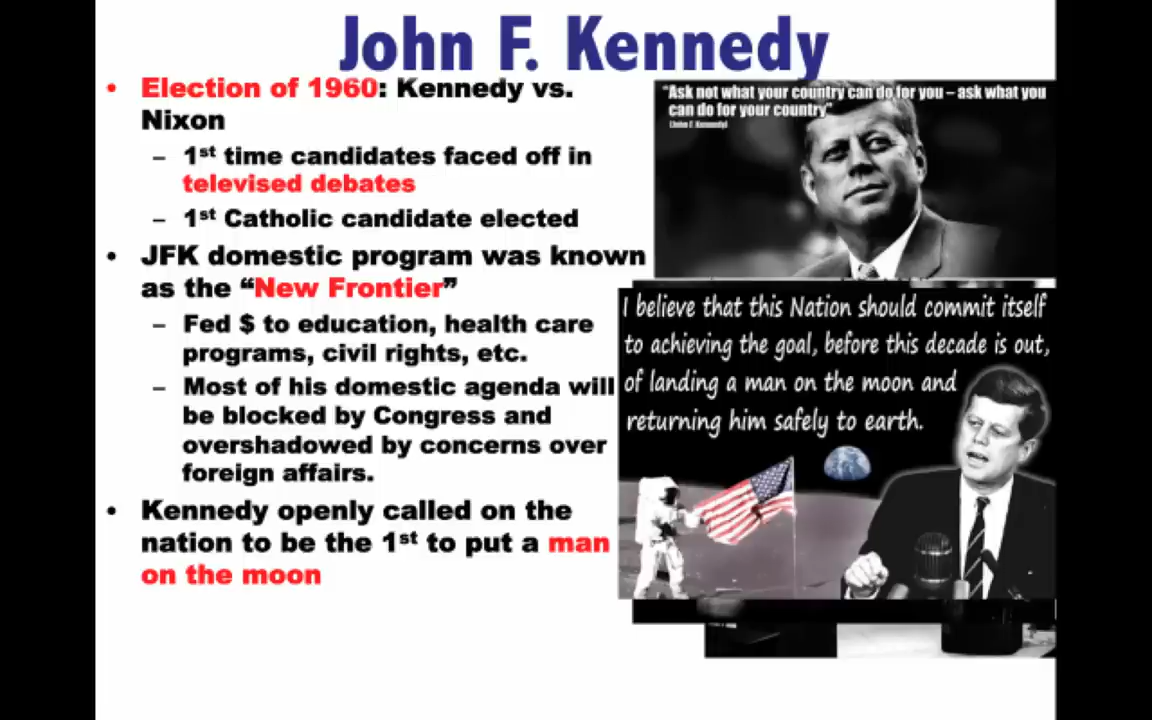 John F. Kennedy
• Election of 1960: Kennedy vs.
Nixon
– 1st time candidates faced off in
televised debates
– 1st Catholic candidate elected
• JFK domestic program was known
as the “New Frontier”
– Fed $ to education, health care
programs, civil rights, etc.
– Most of his domestic agenda will
be blocked by Congress and
overshadowed by concerns over
foreign affairs.
• Kennedy openly called on the
nation to be the 1st to put a man
on the moon
"Ask not what your country can do for you – ask what you
can do for your country"
(John F. Kennedy)
I believe that this Nation should commit itself
to achieving the goal, before this decade is out,
of landing a man on the moon and
returning him safely to earth.